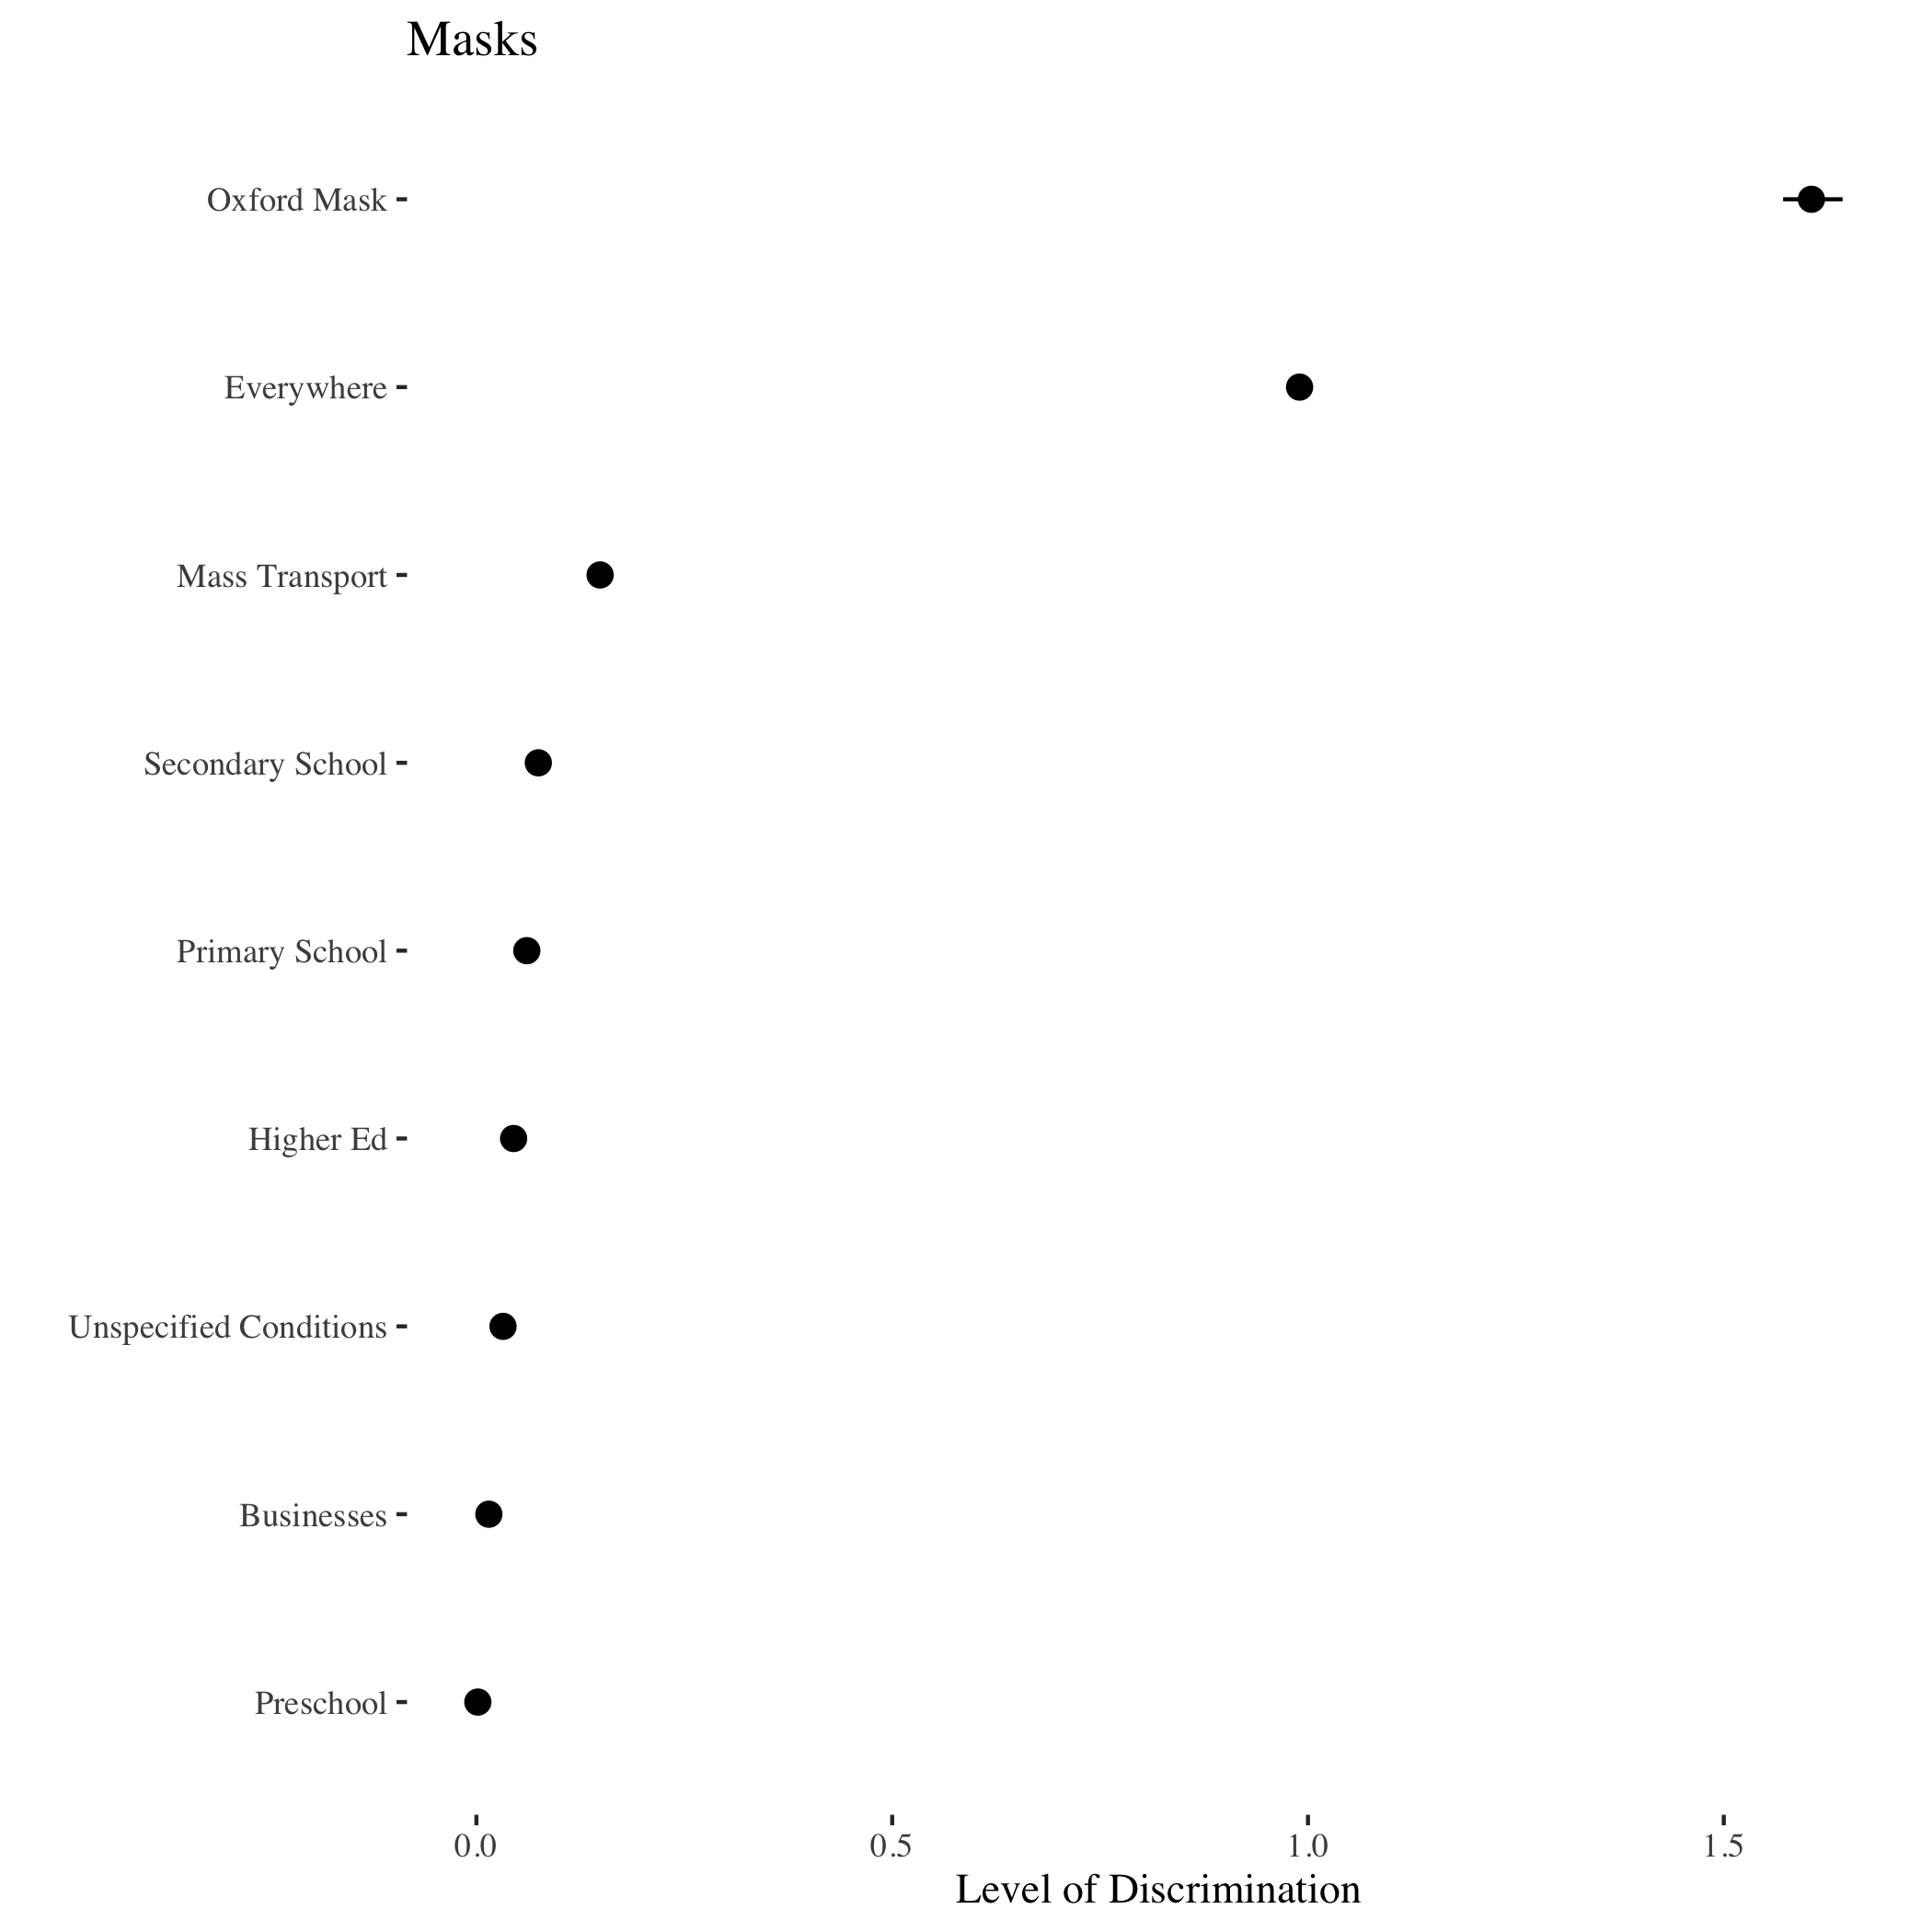 Masks
Oxford Mask
Everywhere
Mass Transport
Secondary School
Primary School
Higher Ed
Unspecified Conditions
Businesses
Preschool
0.0 0.5 1.0 1.5
Level of Discrimination